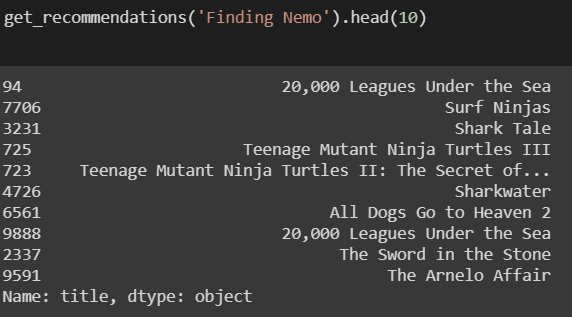 get_recommendations('Finding Nemo').head(10)
94 20,000 Leagues Under the Sea
7706 Surf Ninjas
3231 Shark Tale
725 Teenage Mutant Ninja Turtles III
723 Teenage Mutant Ninja Turtles II: The Secret of...
4726 Sharkwater
6561 All Dogs Go to Heaven 2
9888 20,000 Leagues Under the Sea
2337 The Sword in the Stone
9591 The Arnelo Affair
Name: title, dtype: object